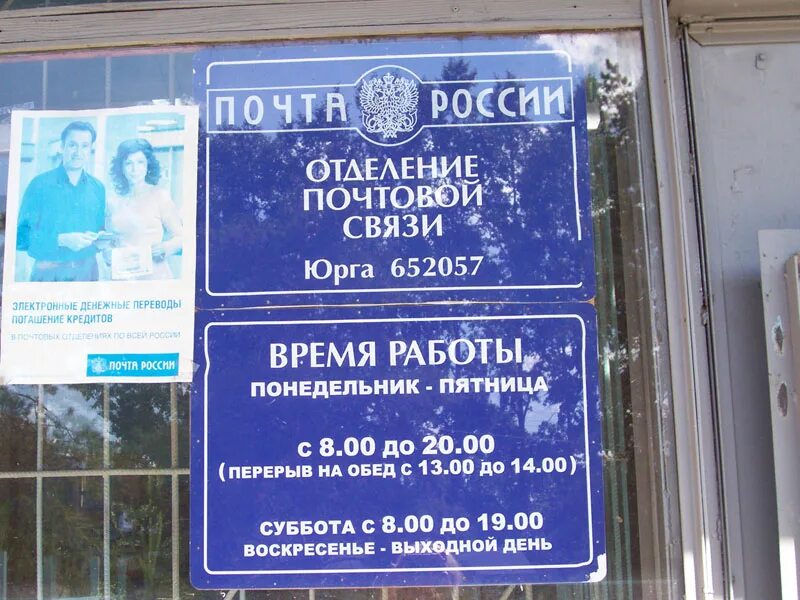 ПОЧТА РОССИИ
ОТДЕЛЕНИЕ
ПОЧТОВОЙ
СВЯЗИ
Юрга 652057
ВРЕМЯ РАБОТЫ
ПОНЕДЕЛЬНИК - ПЯТНИЦА
С 8.00 ДО 20.00
(ПЕРЕРЫВ НА ОБЕД С 13.00 ДО 14.00)
СУББОТА С 8.00 ДО 19.00
ВОСКРЕСЕНЬЕ - ВЫХОДНОЙ ДЕНЬ
ЭЛЕКТРОННЫЕ ДЕНЕЖНЫЕ ПЕРЕВОДЫ
ПОГАШЕНИЕ КРЕДИТОВ
В ПОЧТОВЫХ ОТДЕЛЕНИЯХ ПО ВСЕЙ РОССИИ
ПОЧТА РОССИИ